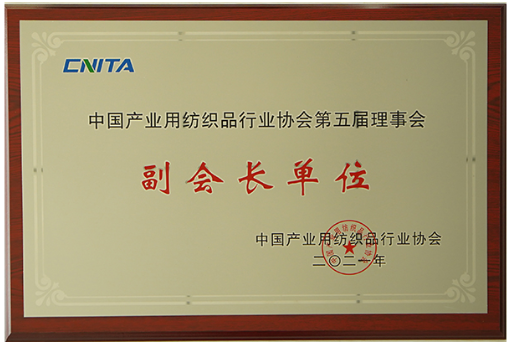 CNITA
中国产业用纺织品行业协会第五届理事会
副会长单位
中国产业用纺织品行业协会
二〇二一年